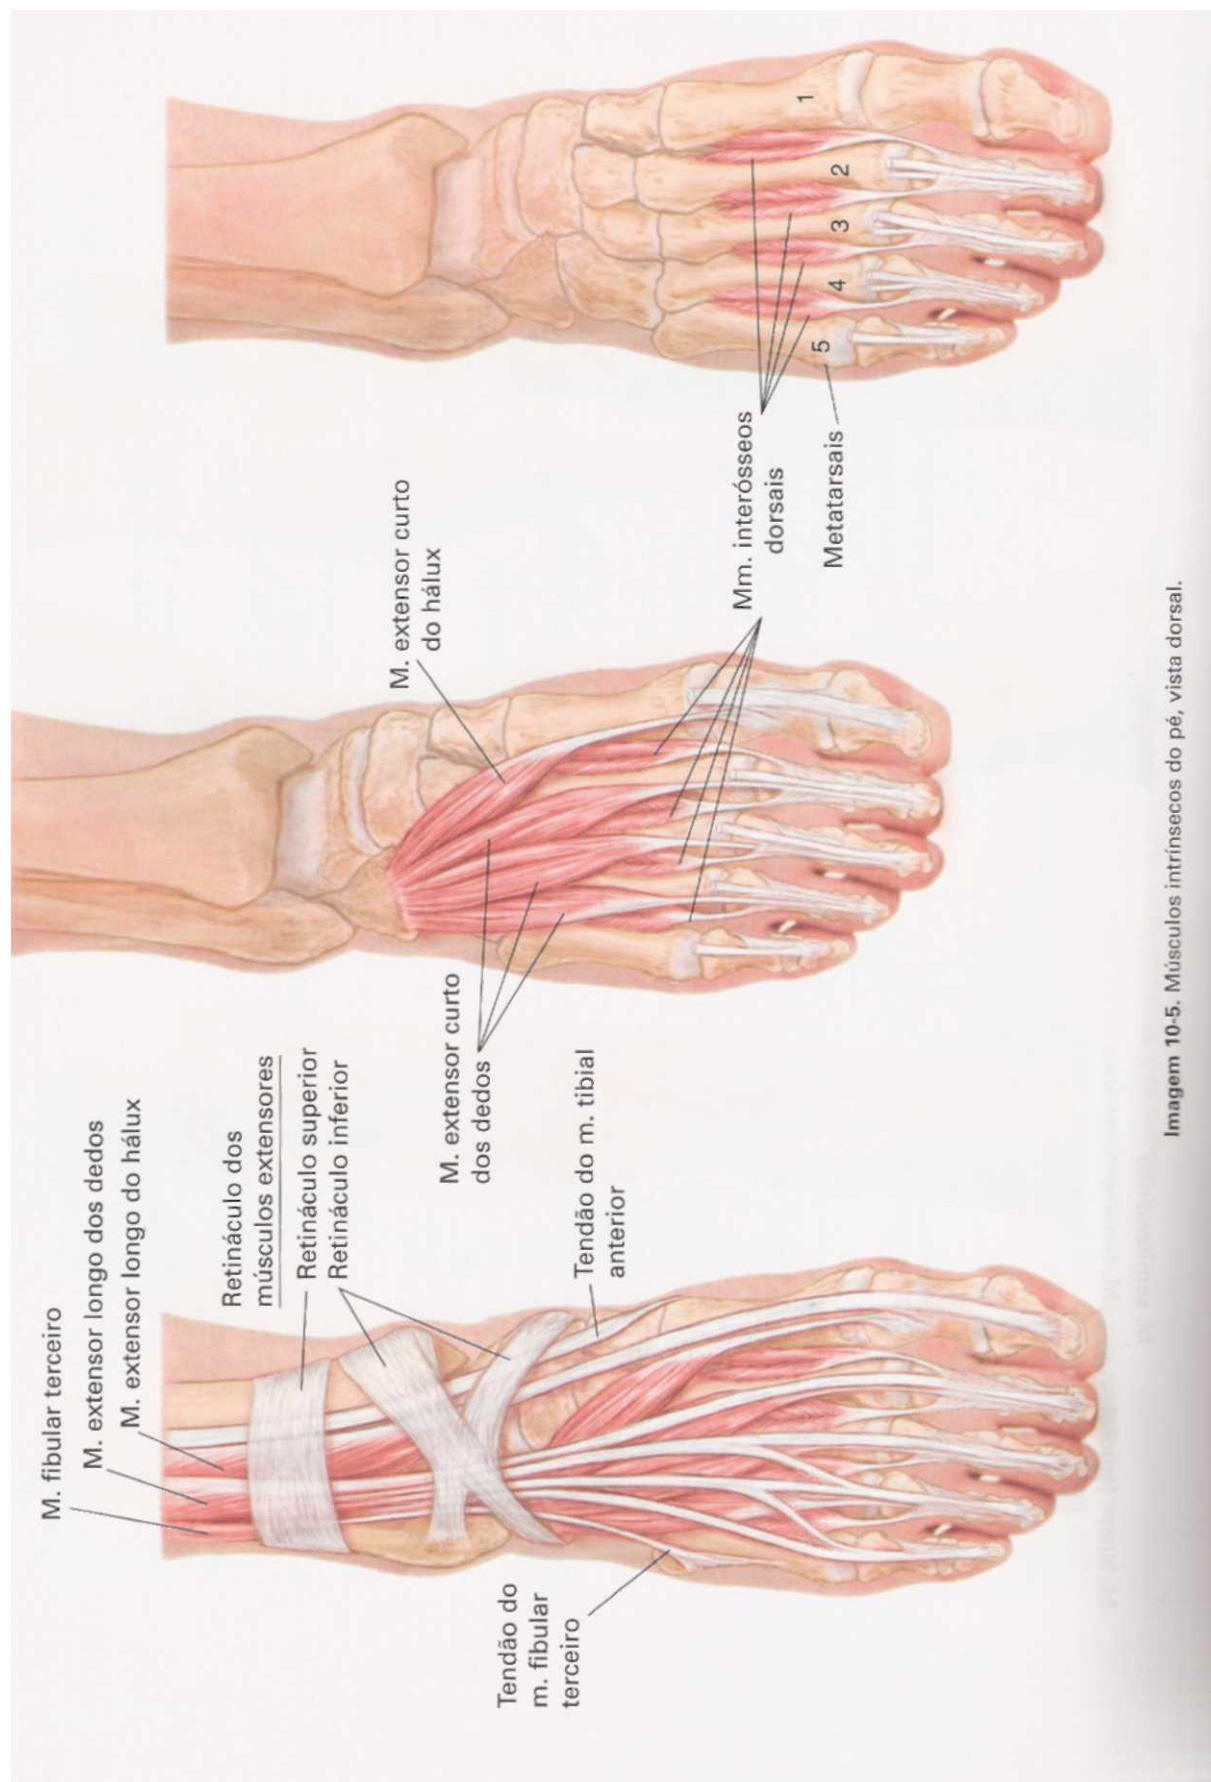 M. fibular terceiro
M. extensor longo dos dedos
M. extensor longo do hálux
Retináculo dos
músculos extensores
Retináculo superior
Retináculo inferior
Tendão do m. tibial
anterior
Tendão do
m. fibular
terceiro
M. extensor curto
do hálux
M. extensor curto
dos dedos
Mm. interósseos
dorsais
Metatarsais
1
2
3
4
5
Imagem 10-5. Músculos intrínsecos do pé, vista dorsal.